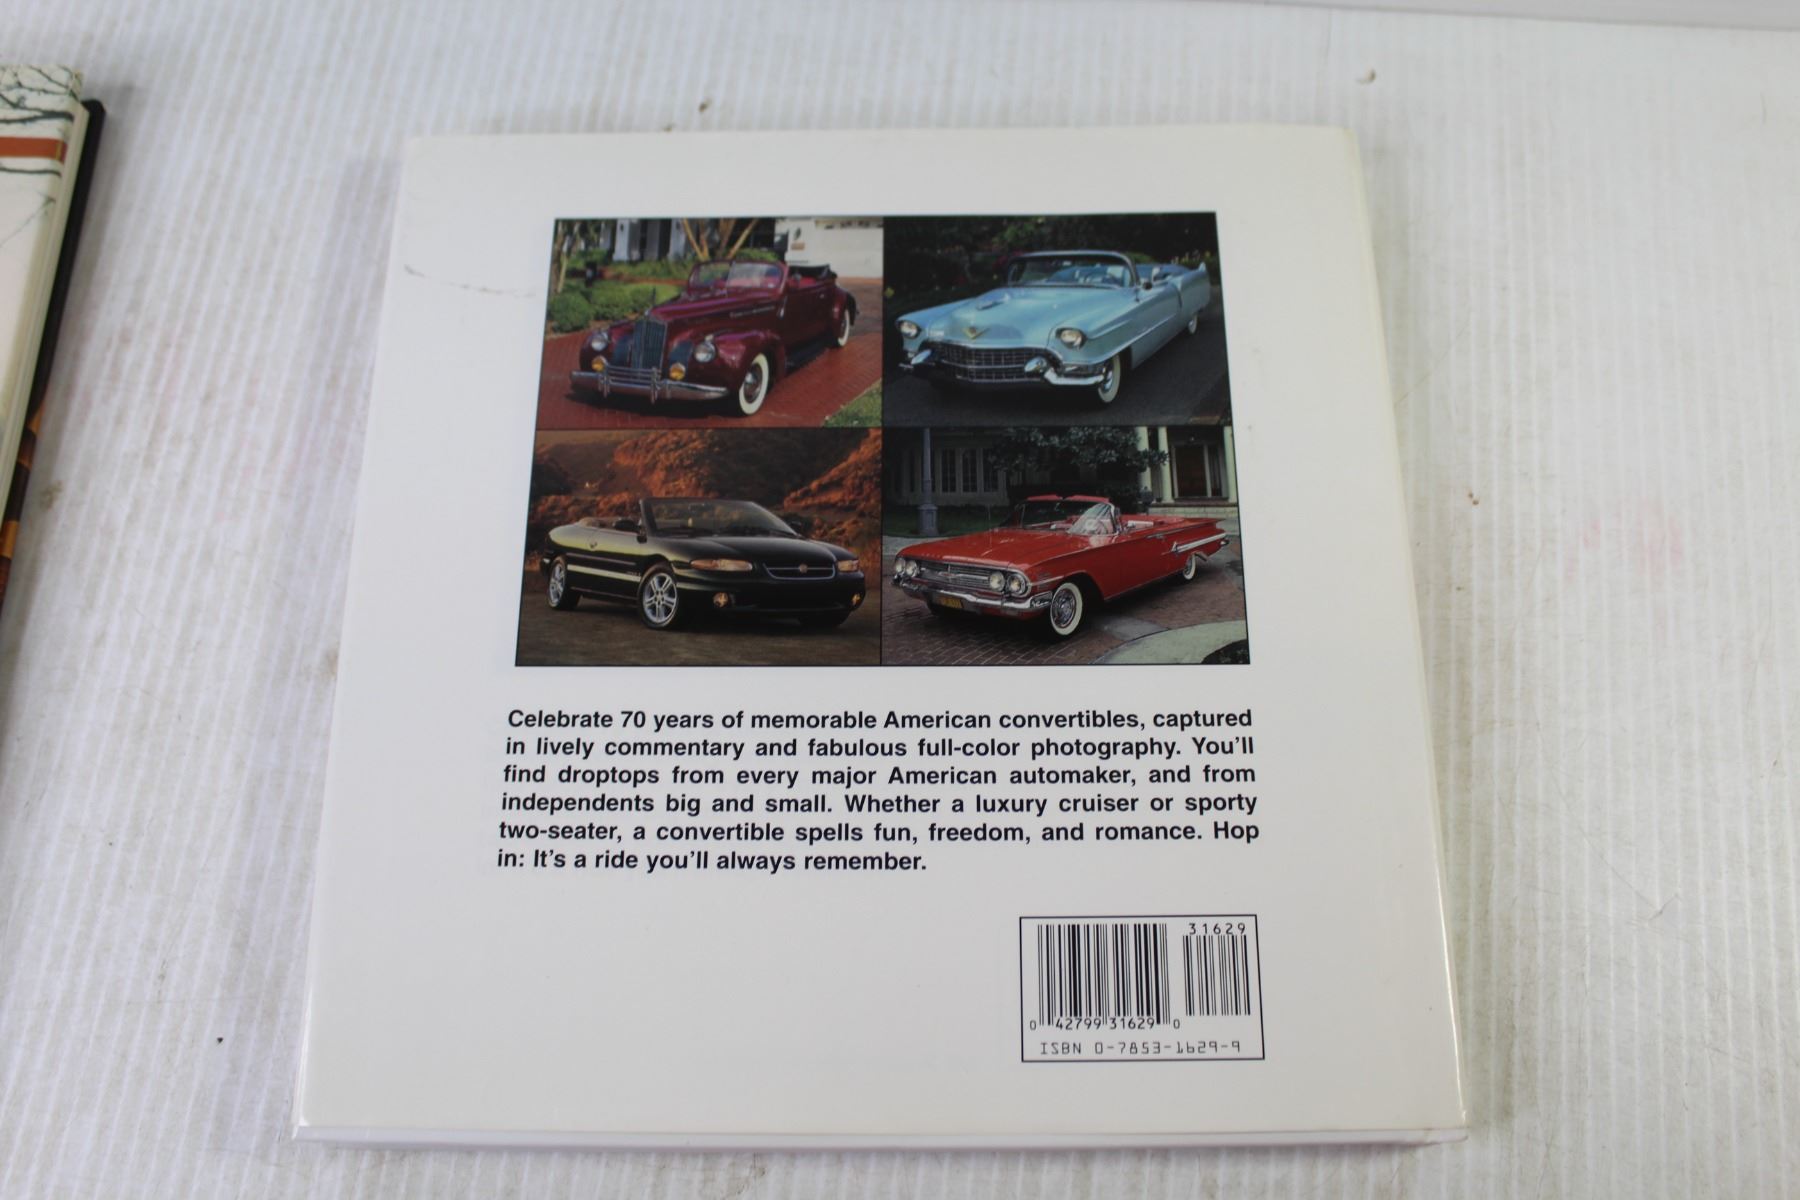 Celebrate 70 years of memorable American convertibles, captured
in lively commentary and fabulous full-color photography. You'll
find droptops from every major American automaker, and from
independents big and small. Whether a luxury cruiser or sporty
two-seater, a convertible spells fun, freedom, and romance. Hop
in: It's a ride you'll always remember.
31629
0 42799 31629 0
ISBN 0-7853-1629-9